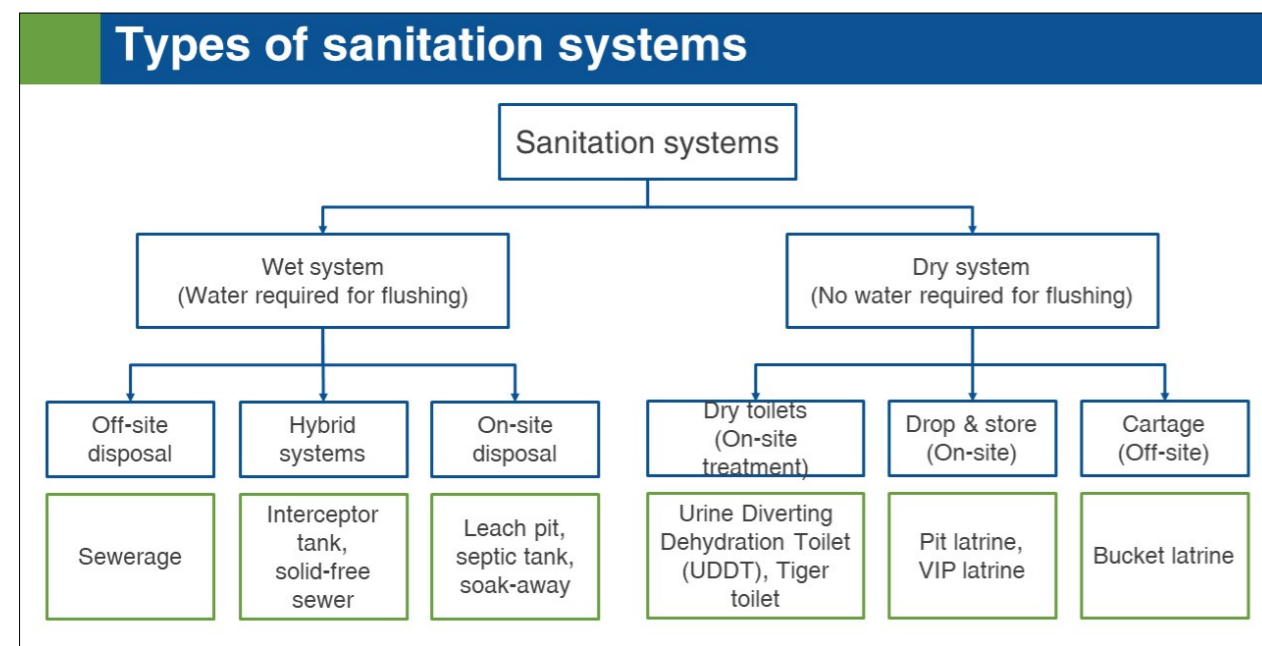 Types of sanitation systems
Sanitation systems
Wet system
(Water required for flushing)
Dry system
(No water required for flushing)
Off-site
disposal
Hybrid
systems
On-site
disposal
Dry toilets
(On-site
treatment)
Drop & store
(On-site)
Cartage
(Off-site)
Sewerage
Interceptor
tank,
solid-free
sewer
Leach pit,
septic tank,
soak-away
Urine Diverting
Dehydration Toilet
(UDDT), Tiger
toilet
Pit latrine,
VIP latrine
Bucket latrine